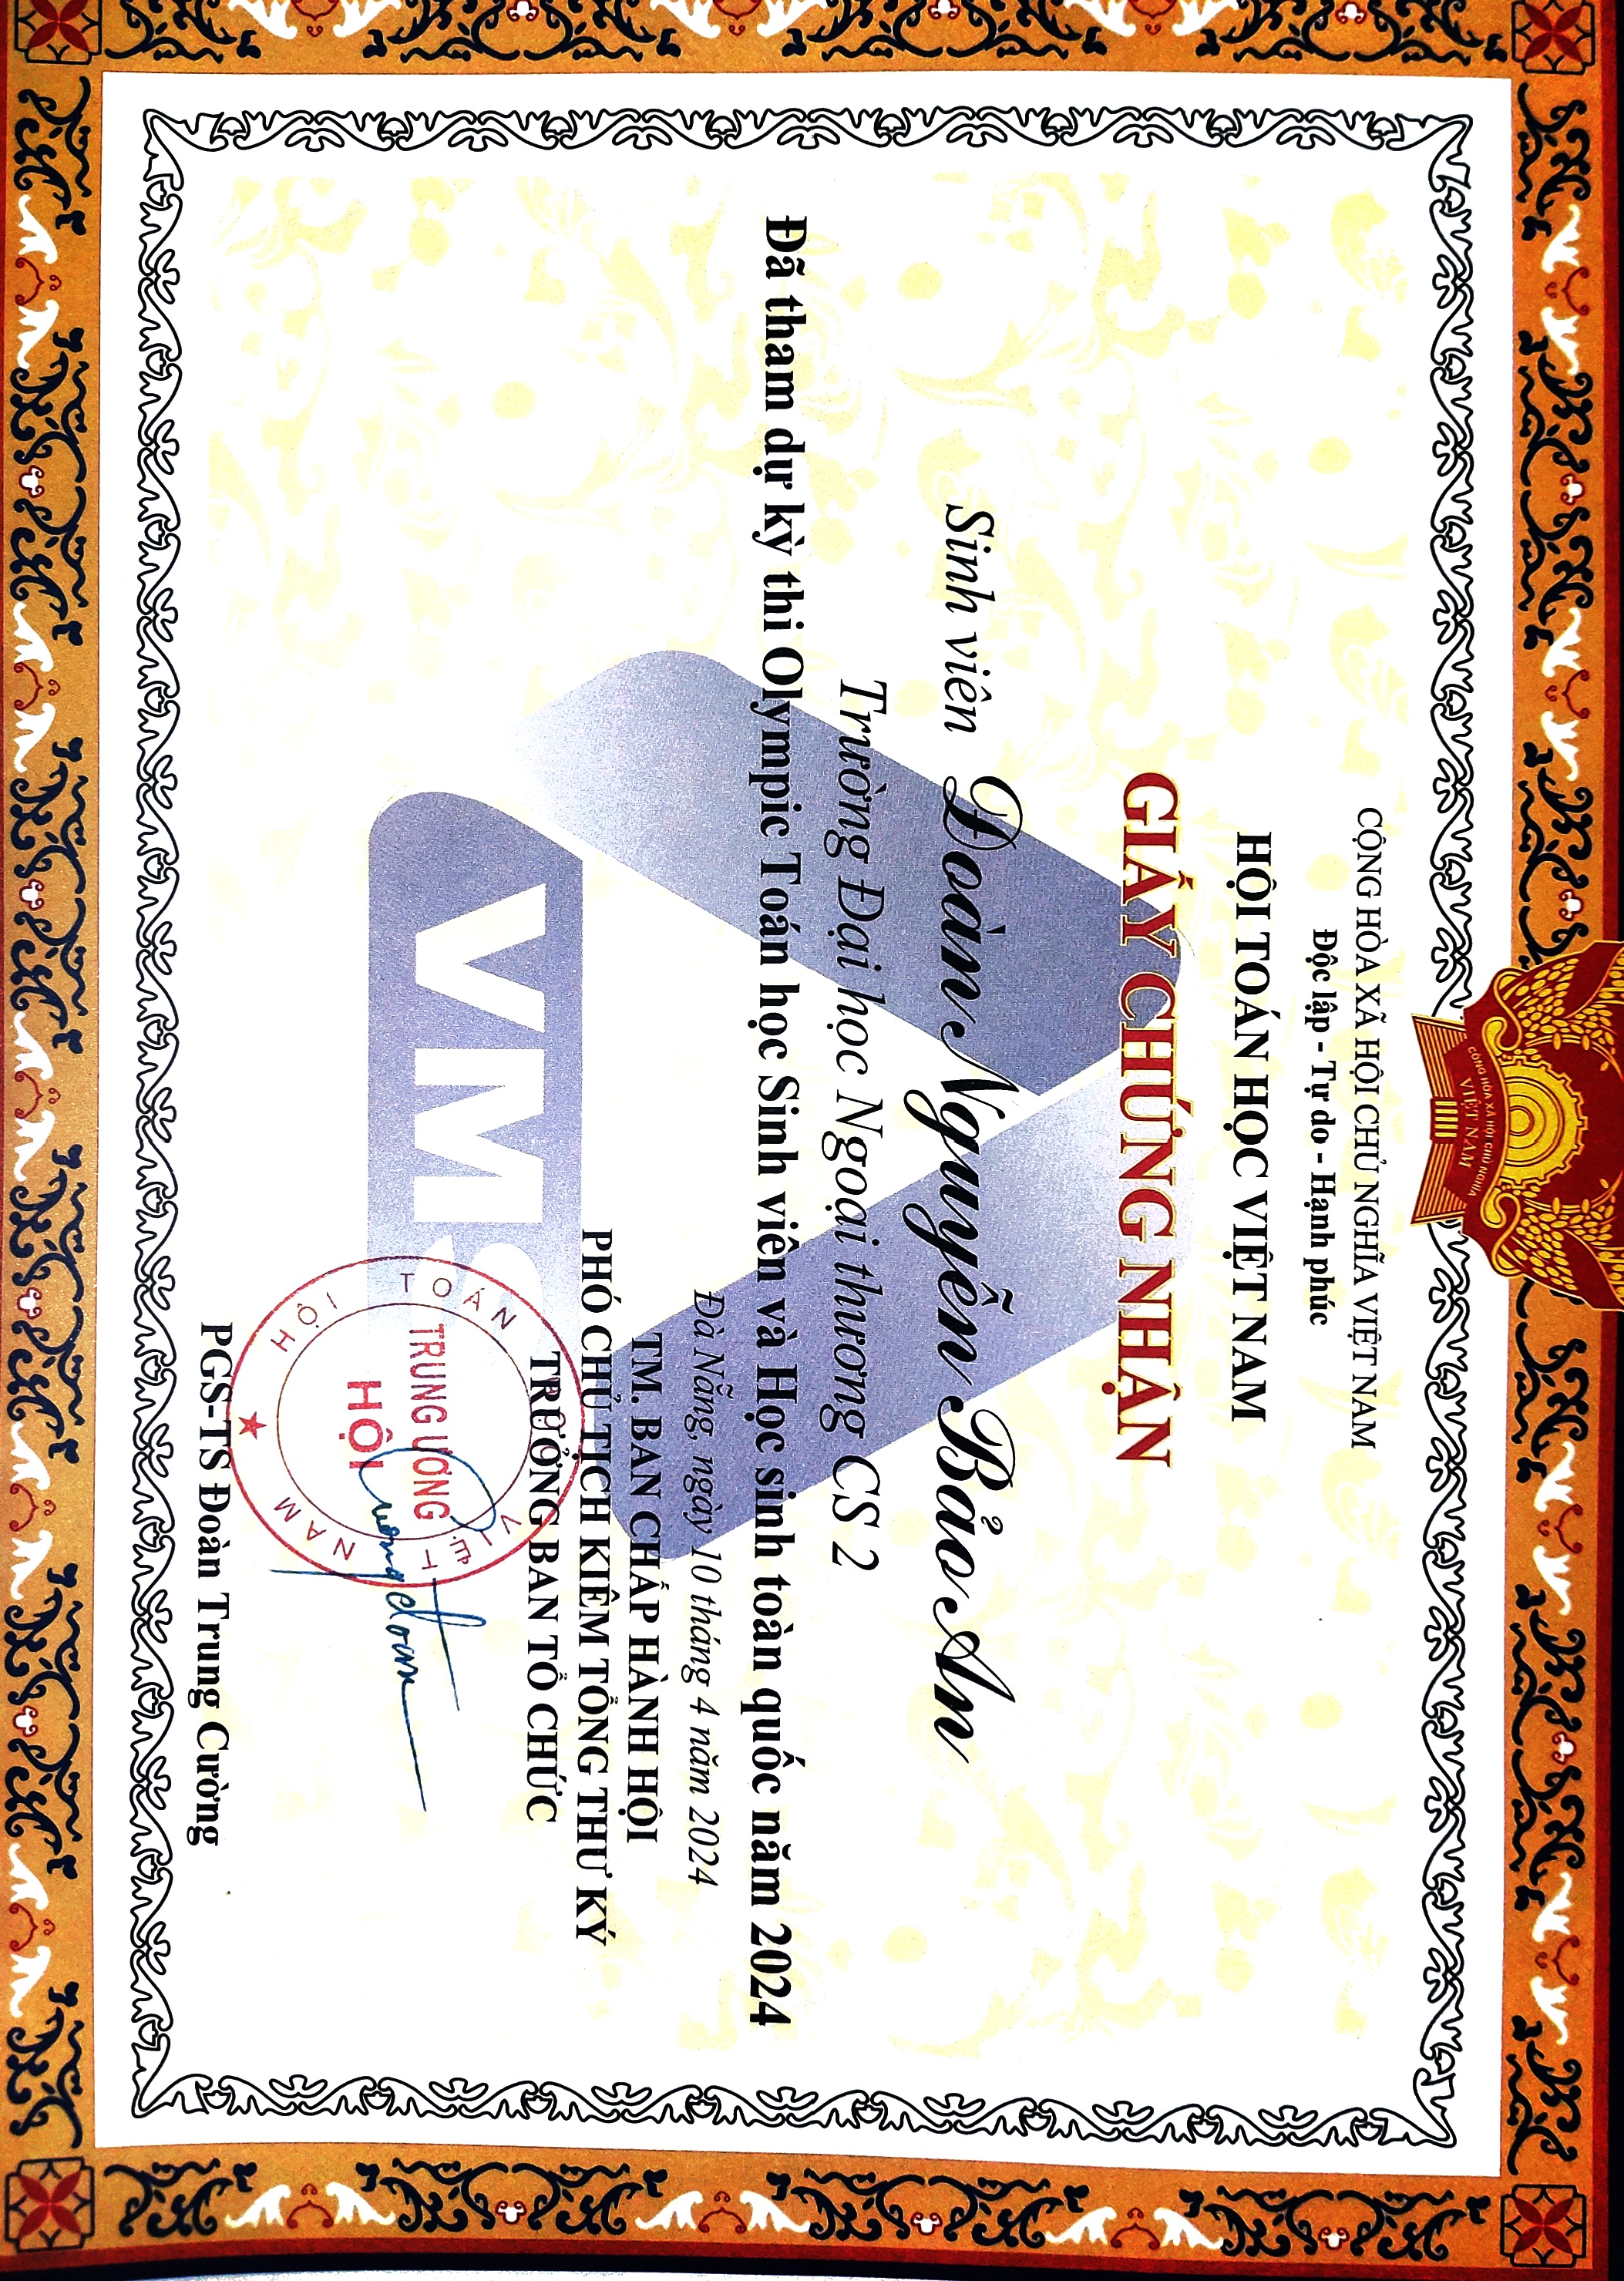 CỘNG HÒA XÃ HỘI CHỦ NGHĨA
VIỆT NAM
CỘNG HÒA XÃ HỘI CHỦ NGHĨA VIỆT NAM
Độc lập - Tự do - Hạnh phúc
HỘI TOÁN HỌC VIỆT NAM
GIẤY CHỨNG NHẬN
Sinh viên Đoàn Nguyễn Bảo An
Trường Đại học Ngoại thương CS 2
Đã tham dự kỳ thi Olympic Toán học Sinh viên và Học sinh toàn quốc năm 2024
Đà Nẵng, ngày 10 tháng 4 năm 2024
TM. BAN CHẤP HÀNH HỘI
PHÓ CHỦ TỊCH KIÊM TỔNG THƯ KÝ
TRƯỞNG BAN TỔ CHỨC
VMS
HỘI TOÁN HỌC VIỆT NAM
TRUNG ƯƠNG
HỘI
PGS-TS Đoàn Trung Cường